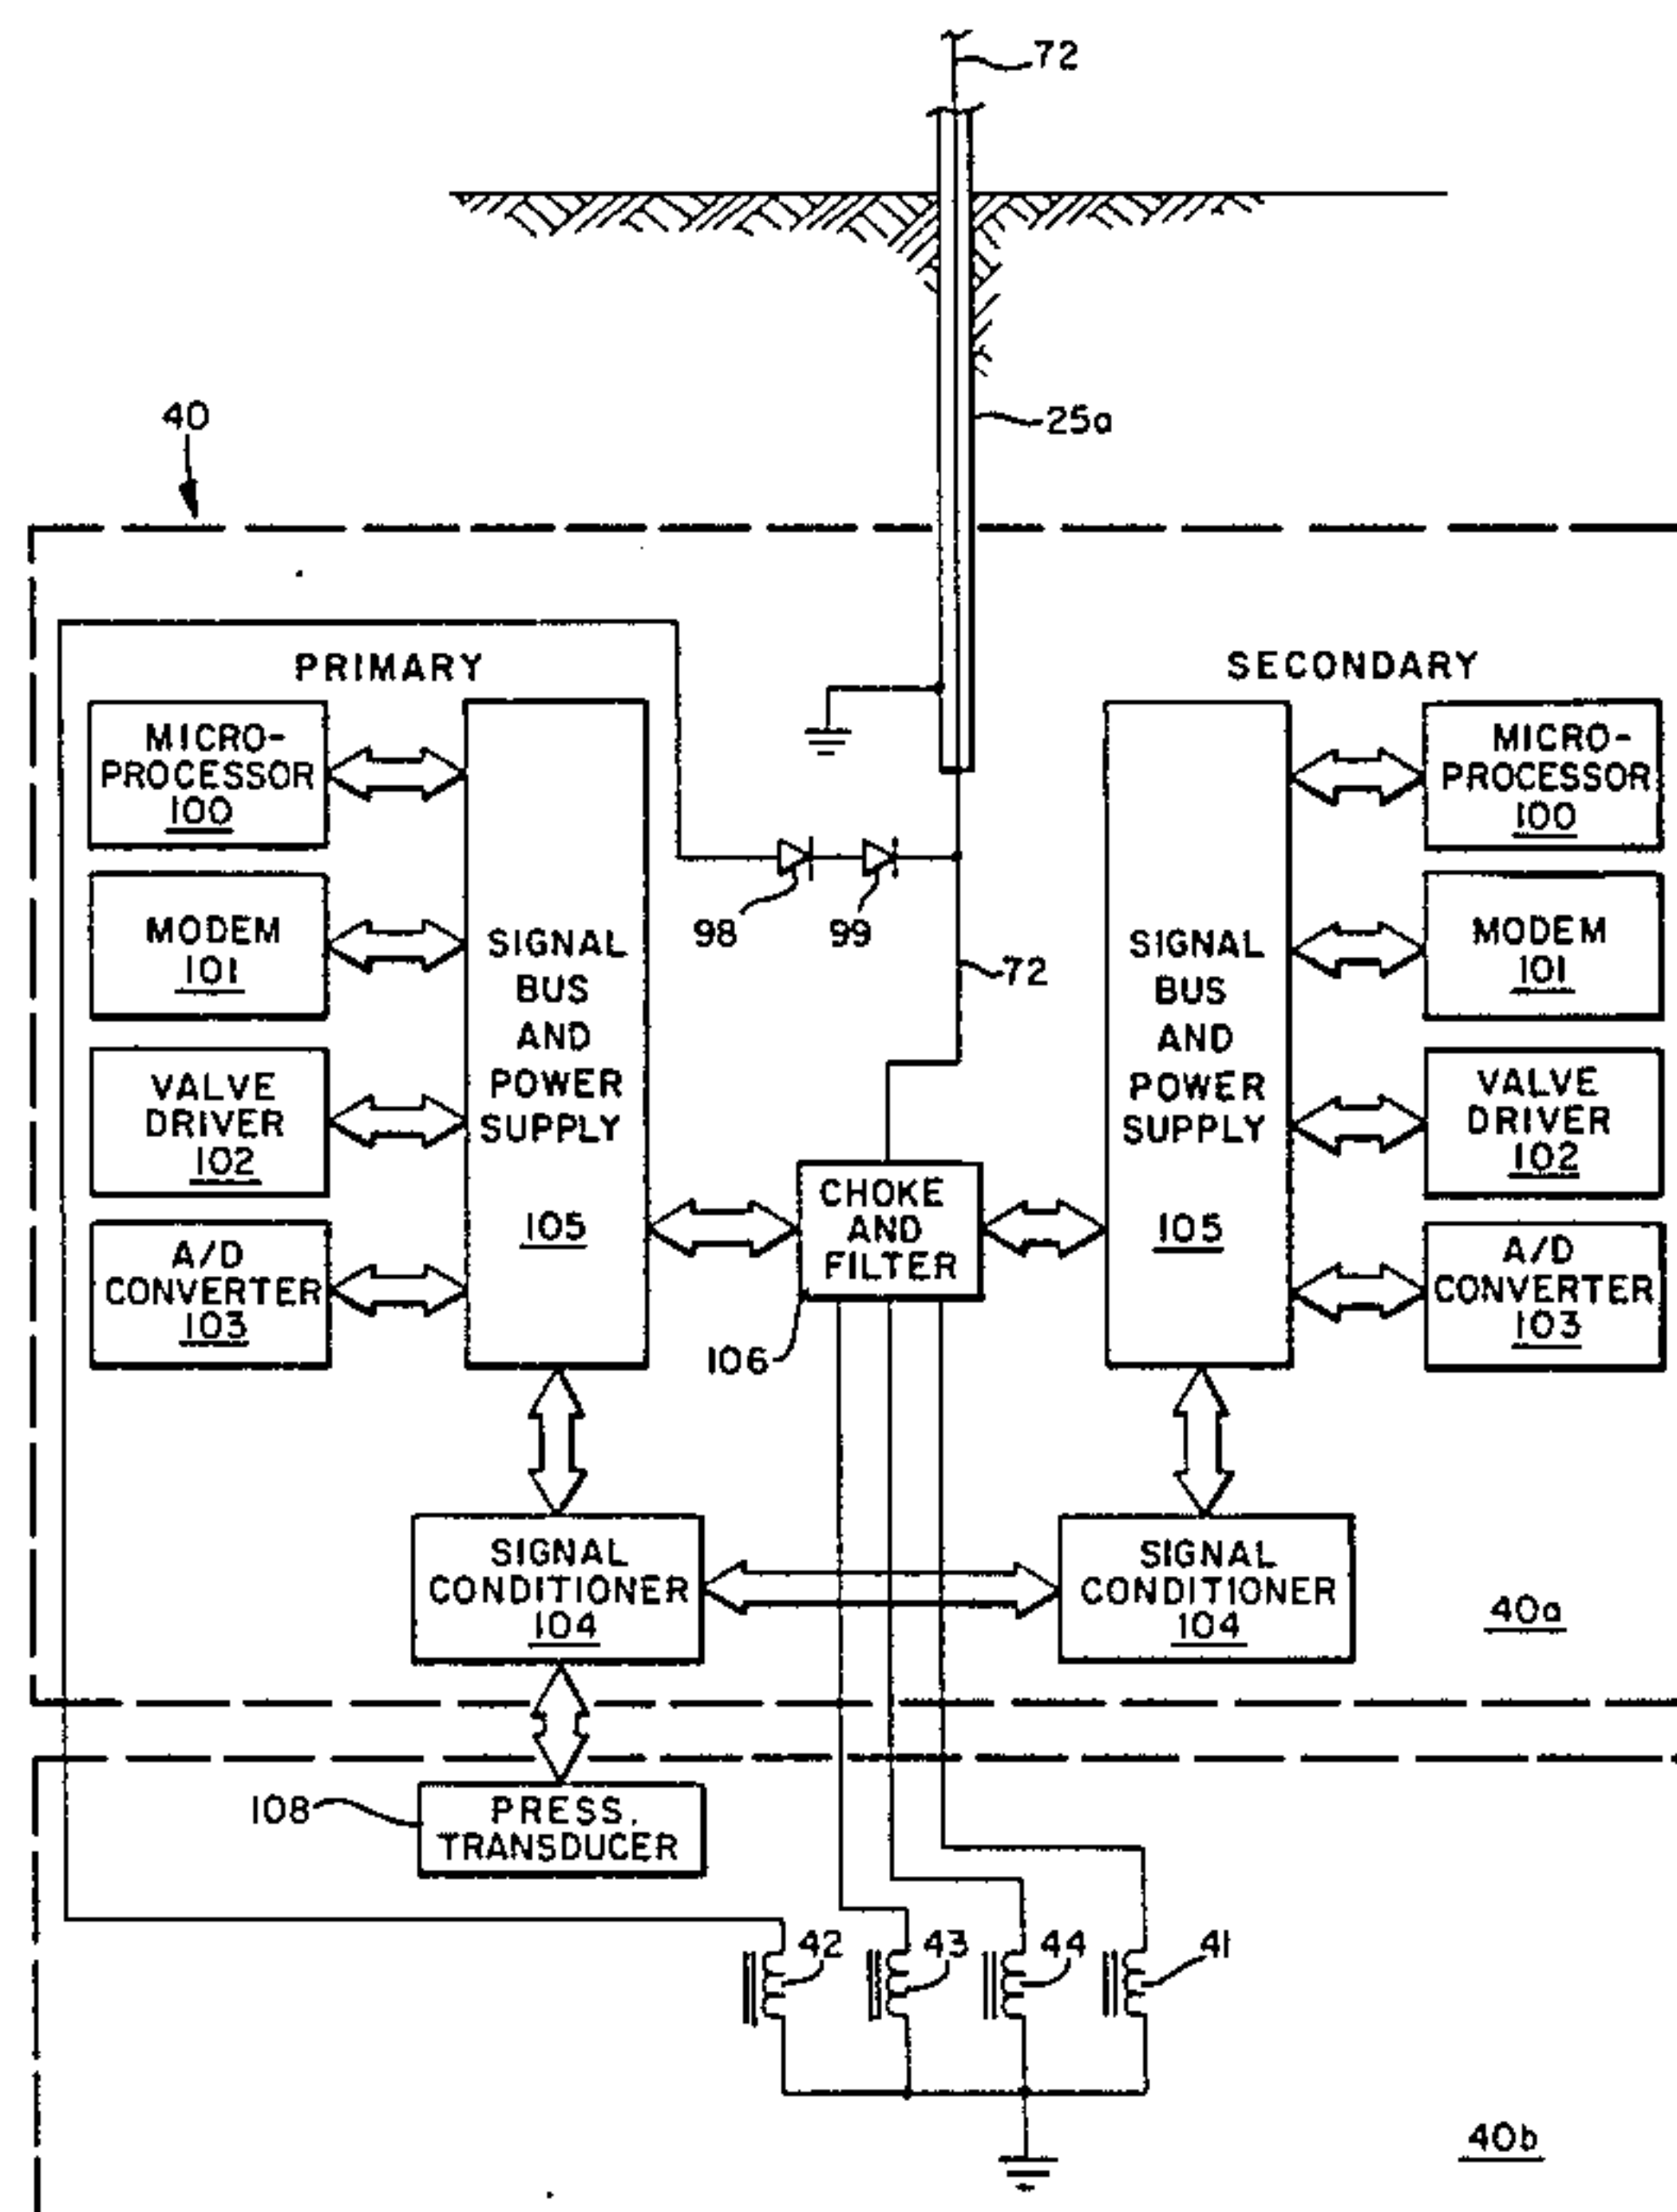 72
25a
40
PRIMARY
SECONDARY
MICRO-
PROCESSOR
100
MODEM
101
VALVE
DRIVER
102
A/D
CONVERTER
103
SIGNAL
BUS
AND
POWER
SUPPLY
105
98
99
72
CHOKE
AND
FILTER
106
SIGNAL
BUS
AND
POWER
SUPPLY
105
MICRO-
PROCESSOR
100
MODEM
101
VALVE
DRIVER
102
A/D
CONVERTER
103
SIGNAL
CONDITIONER
104
SIGNAL
CONDITIONER
104
40a
108
PRESS.
TRANSDUCER
42
43
44
41
40b